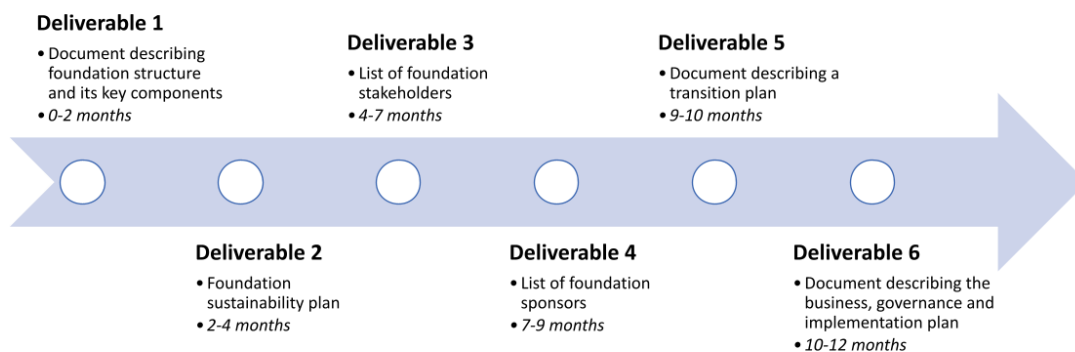 Deliverable 1
• Document describing
foundation structure
and its key components
• 0-2 months
Deliverable 2
• Foundation
sustainability plan
• 2-4 months
Deliverable 3
• List of foundation
stakeholders
• 4-7 months
Deliverable 4
• List of foundation
sponsors
• 7-9 months
Deliverable 5
• Document describing a
transition plan
• 9-10 months
Deliverable 6
• Document describing the
business, governance and
implementation plan
• 10-12 months